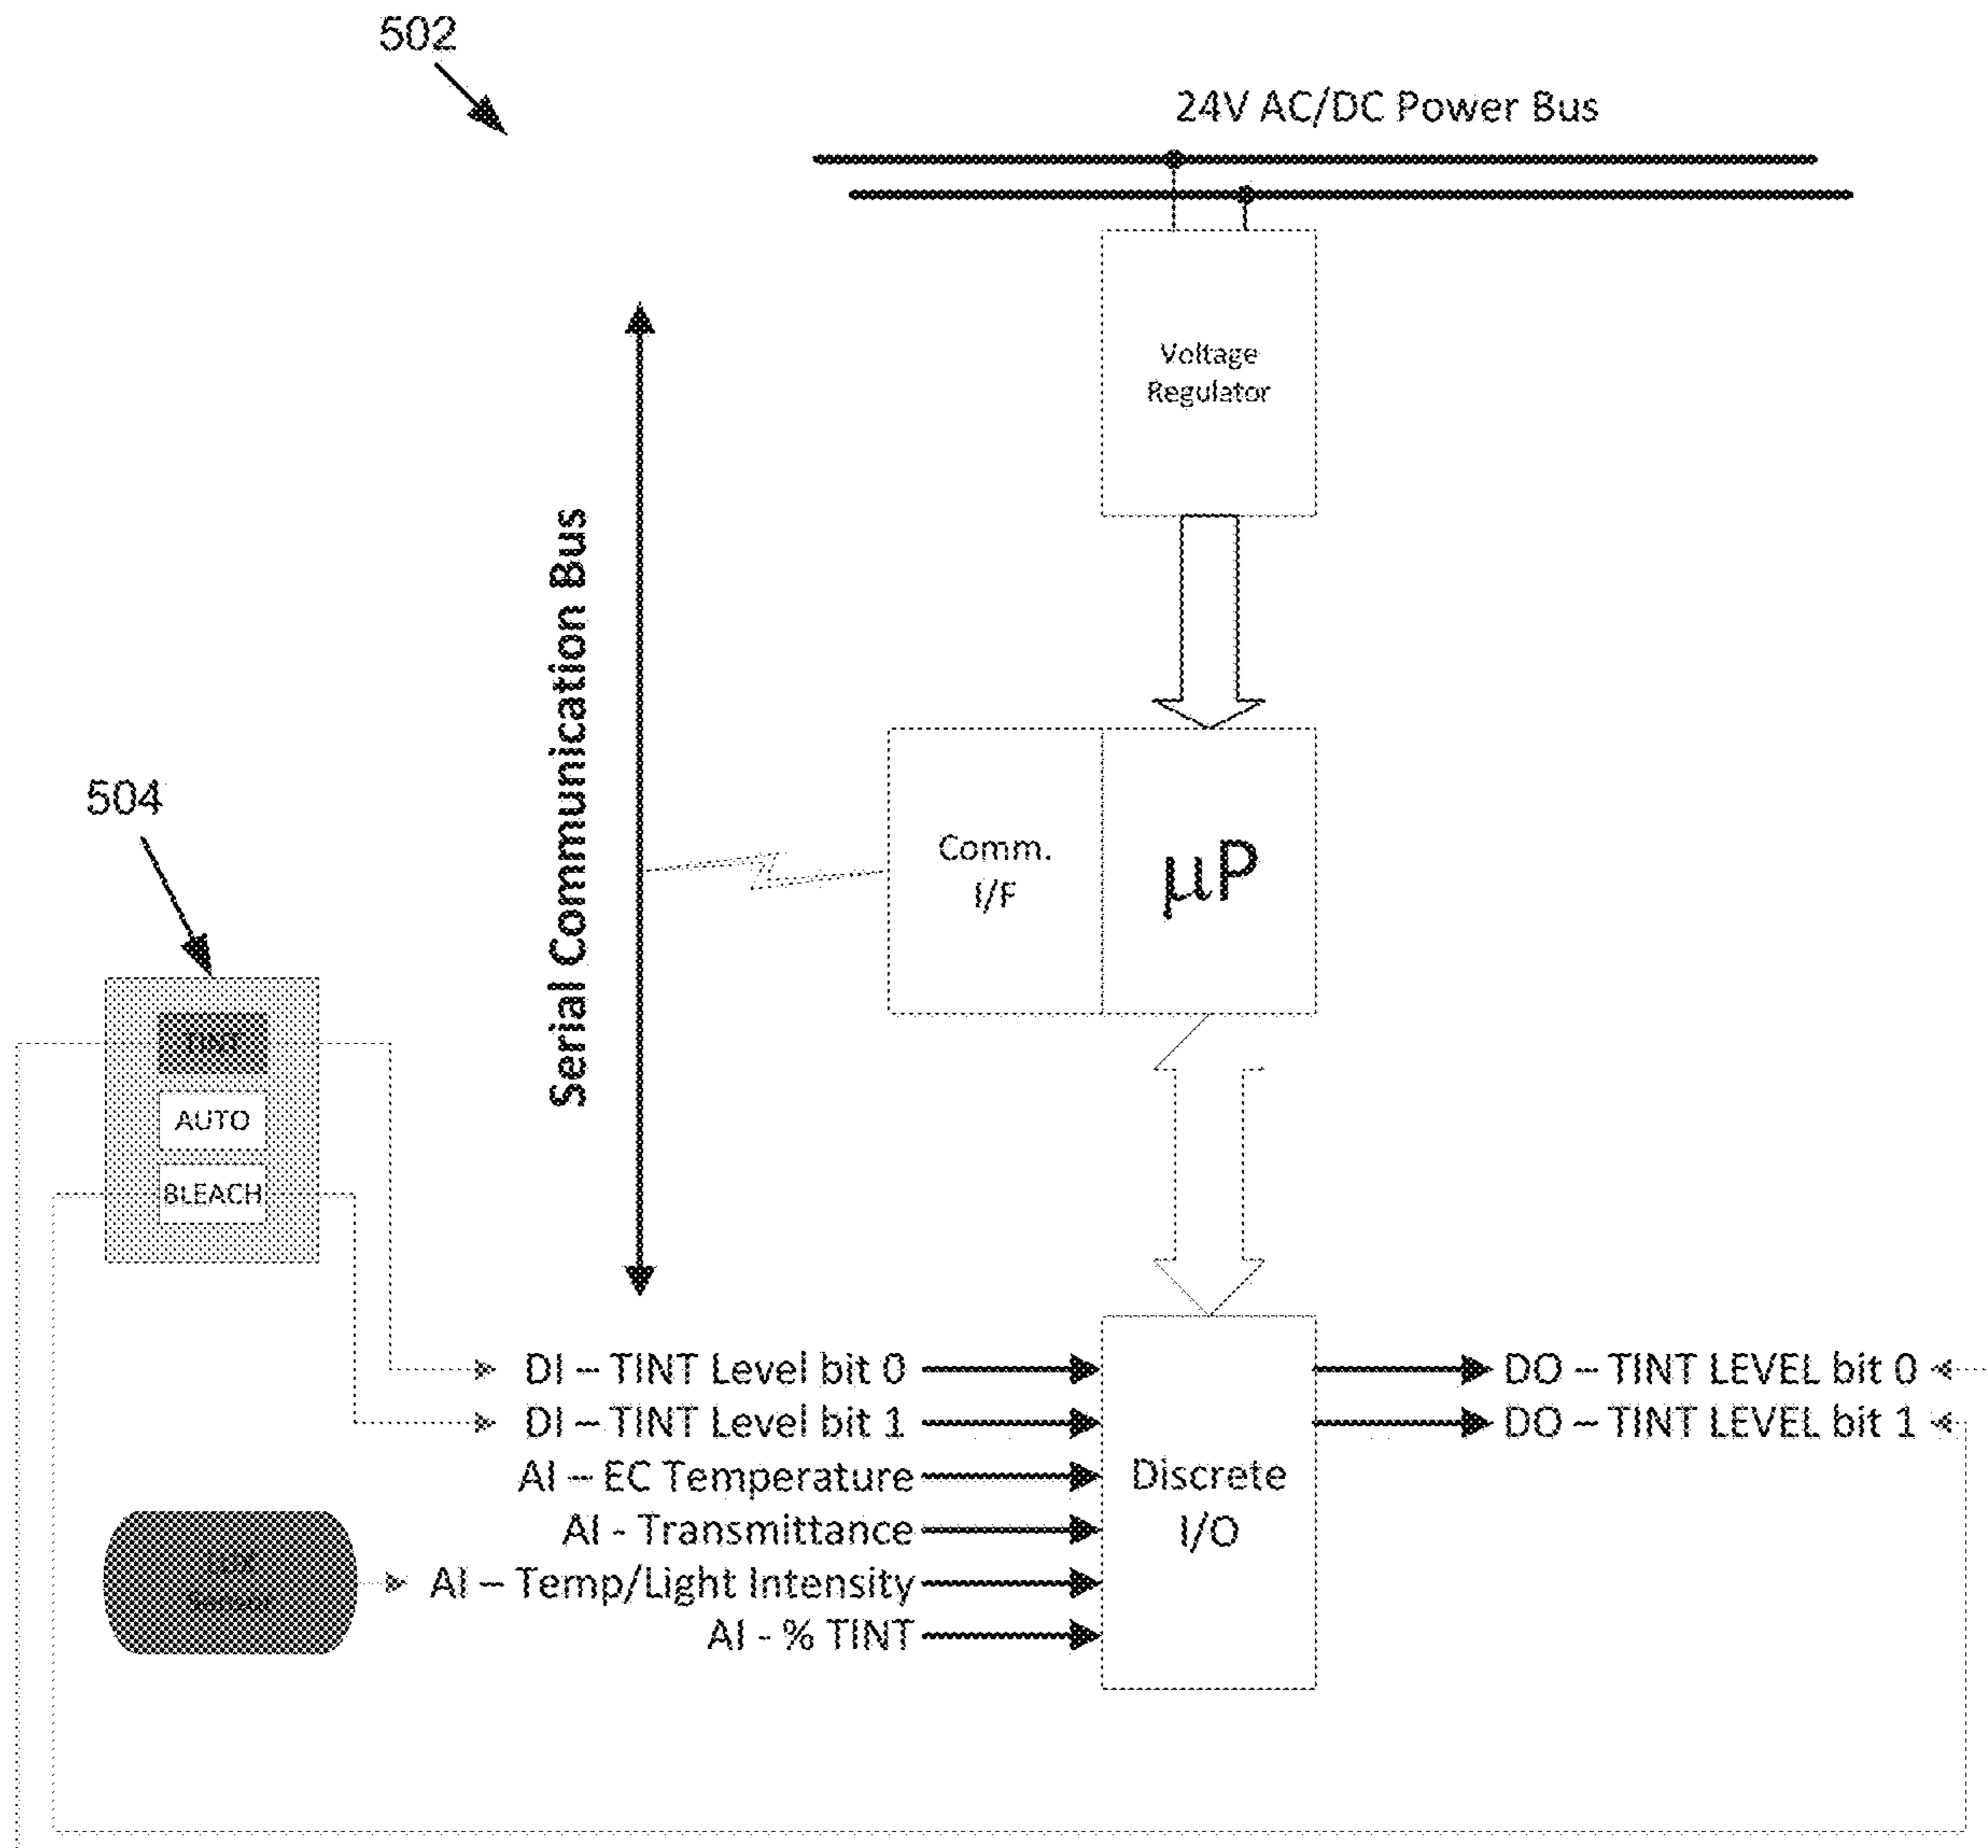 502
24V AC/DC Power Bus
Voltage
Regulator
Serial Communication Bus
504
Comm.
I/F
µP
TINT
AUTO
BLEACH
DI – TINT Level bit 0
DO – TINT LEVEL bit 0
DI – TINT Level bit 1
DO – TINT LEVEL bit 1
AI – EC Temperature
Discrete
I/O
AI - Transmittance
AI – Temp/Light Intensity
AI - % TINT